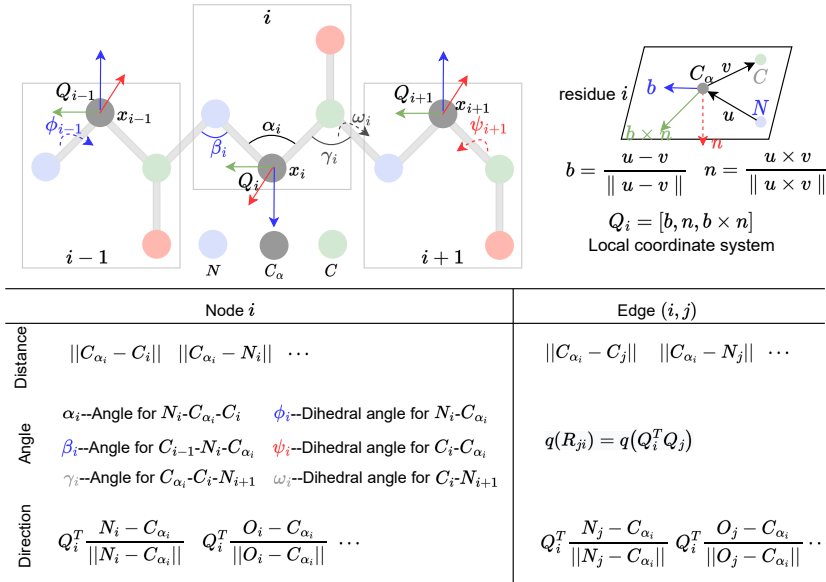 i
Q_{i-1}
x_{i-1}
ϕ_{i-1}
β_i
α_i
Q_i
x_i
γ_i
ω_i
Q_{i+1}
x_{i+1}
ψ_{i+1}
i − 1
N
C_α
C
i + 1
residue i
C_α
v
C
b
u
N
b × n
n
b = \frac{u − v}{∥ u − v ∥} n = \frac{u × v}{∥ u × v ∥}
Q_i = [b, n, b × n]
Local coordinate system
Node i
Edge (i, j)
Distance
||C_{α_i} − C_i|| ||C_{α_i} − N_i|| ⋯
||C_{α_i} − C_j|| ||C_{α_i} − N_j|| ⋯
Angle
α_i--Angle for N_i-C_{α_i}-C_i ϕ_i--Dihedral angle for N_i-C_{α_i}
β_i--Angle for C_{i-1}-N_i-C_{α_i} ψ_i--Dihedral angle for C_i-C_{α_i}
γ_i--Angle for C_{α_i}-C_i-N_{i+1} ω_i--Dihedral angle for C_i-N_{i+1}
q(R_{ji}) = q(Q_i^T Q_j)
Direction
Q_i^T \frac{N_i − C_{α_i}}{||N_i − C_{α_i}||} Q_i^T \frac{O_i − C_{α_i}}{||O_i − C_{α_i}||} ⋯
Q_i^T \frac{N_j − C_{α_i}}{||N_j − C_{α_i}||} Q_i^T \frac{O_j − C_{α_i}}{||O_j − C_{α_i}||} ⋯